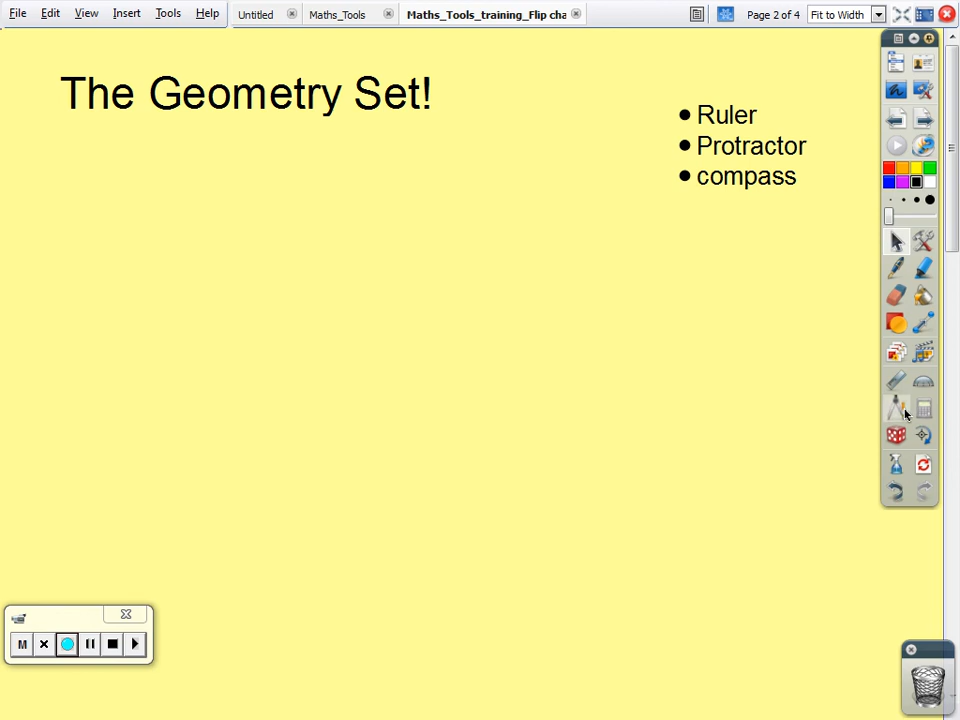 File Edit View Insert Tools Help Untitled Maths_Tools Maths_Tools_training_Flip cha Page 2 of 4 Fit to Width
The Geometry Set!
• Ruler
• Protractor
• compass
M